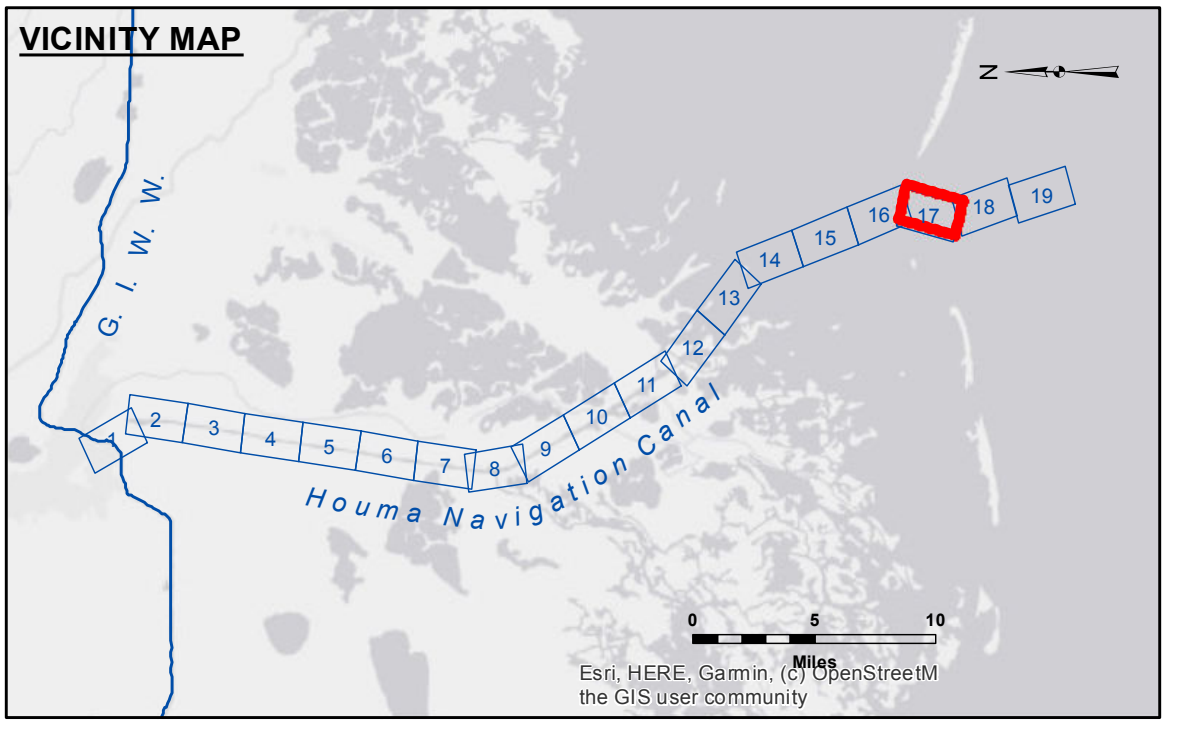 VICINITY MAP
N
G. I. W. W.
19
18
17
16
15
14
13
12
11
10
9
8
7
6
5
4
3
2
1
Houma Navigation Canal
0 5 10
Miles
Esri, HERE, Garmin, (c) OpenStreetM
the GIS user community